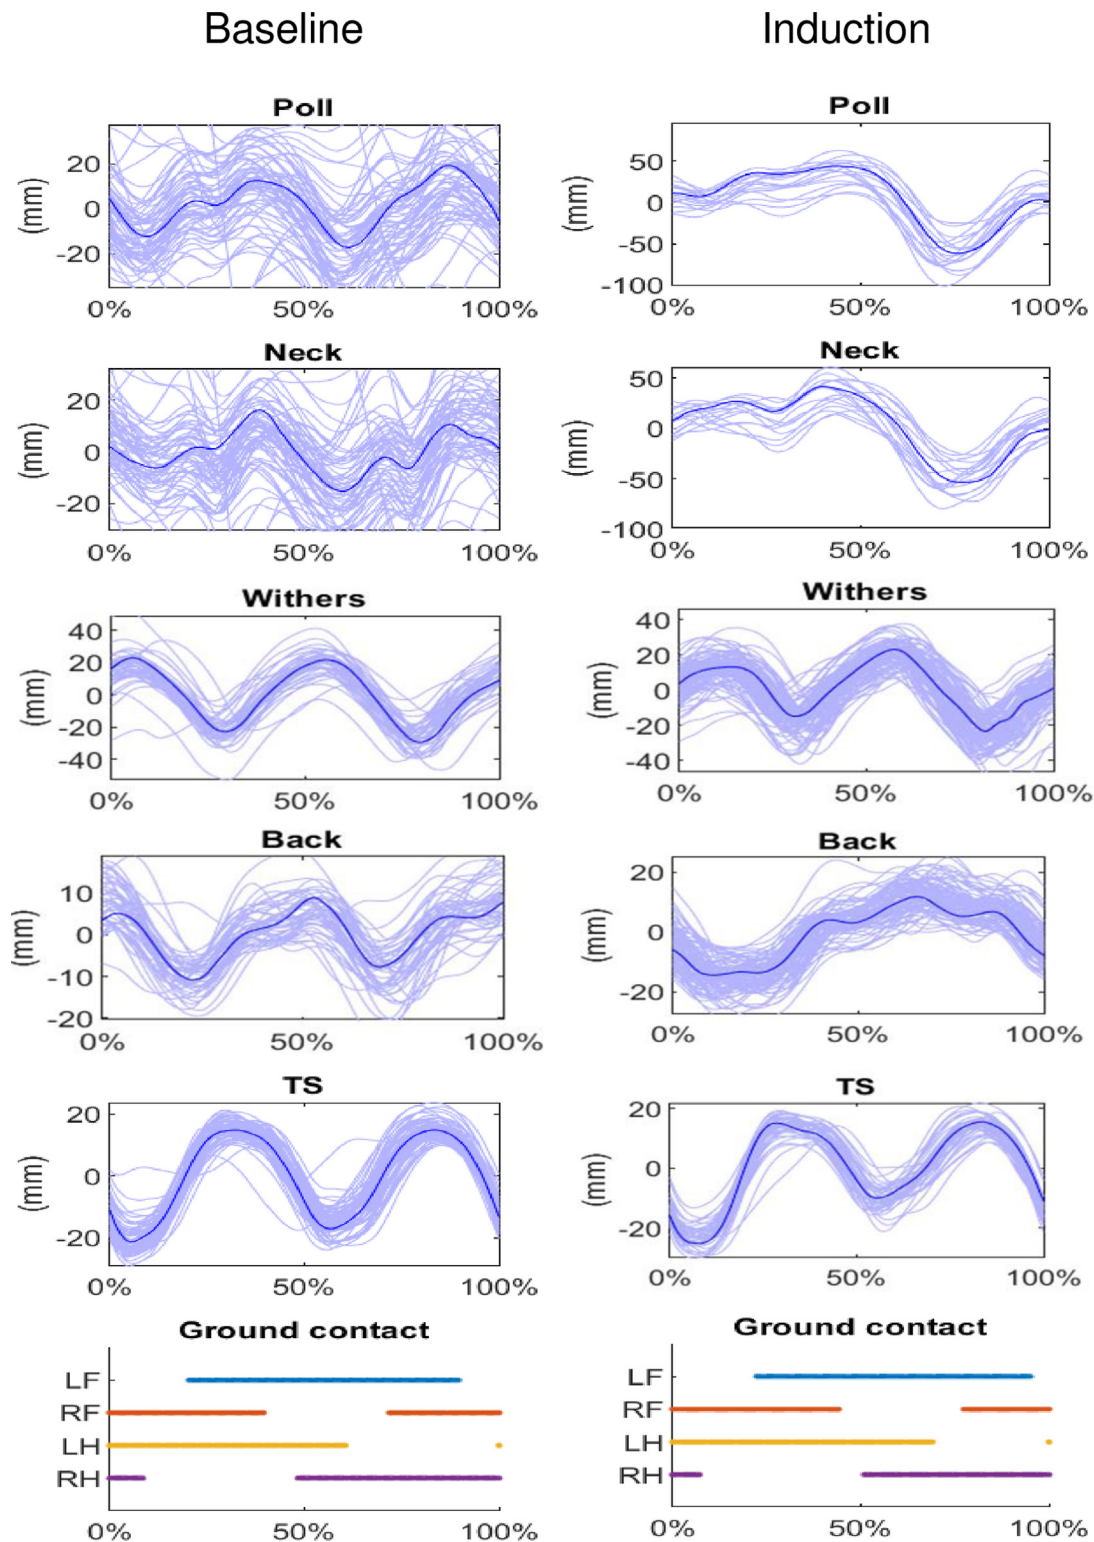 Baseline Induction
Poll Poll
(mm) 20 0 -20 (mm) 50 0 -50 -100
0% 50% 100% 0% 50% 100%
Neck Neck
(mm) 20 0 -20 (mm) 50 0 -50 -100
0% 50% 100% 0% 50% 100%
Withers Withers
(mm) 40 20 0 -20 -40 (mm) 40 20 0 -20 -40
0% 50% 100% 0% 50% 100%
Back Back
(mm) 10 0 -10 -20 (mm) 20 0 -20
0% 50% 100% 0% 50% 100%
TS TS
(mm) 20 0 -20 (mm) 20 0 -20
0% 50% 100% 0% 50% 100%
Ground contact Ground contact
LF LF
RF RF
LH LH
RH RH
0% 50% 100% 0% 50% 100%